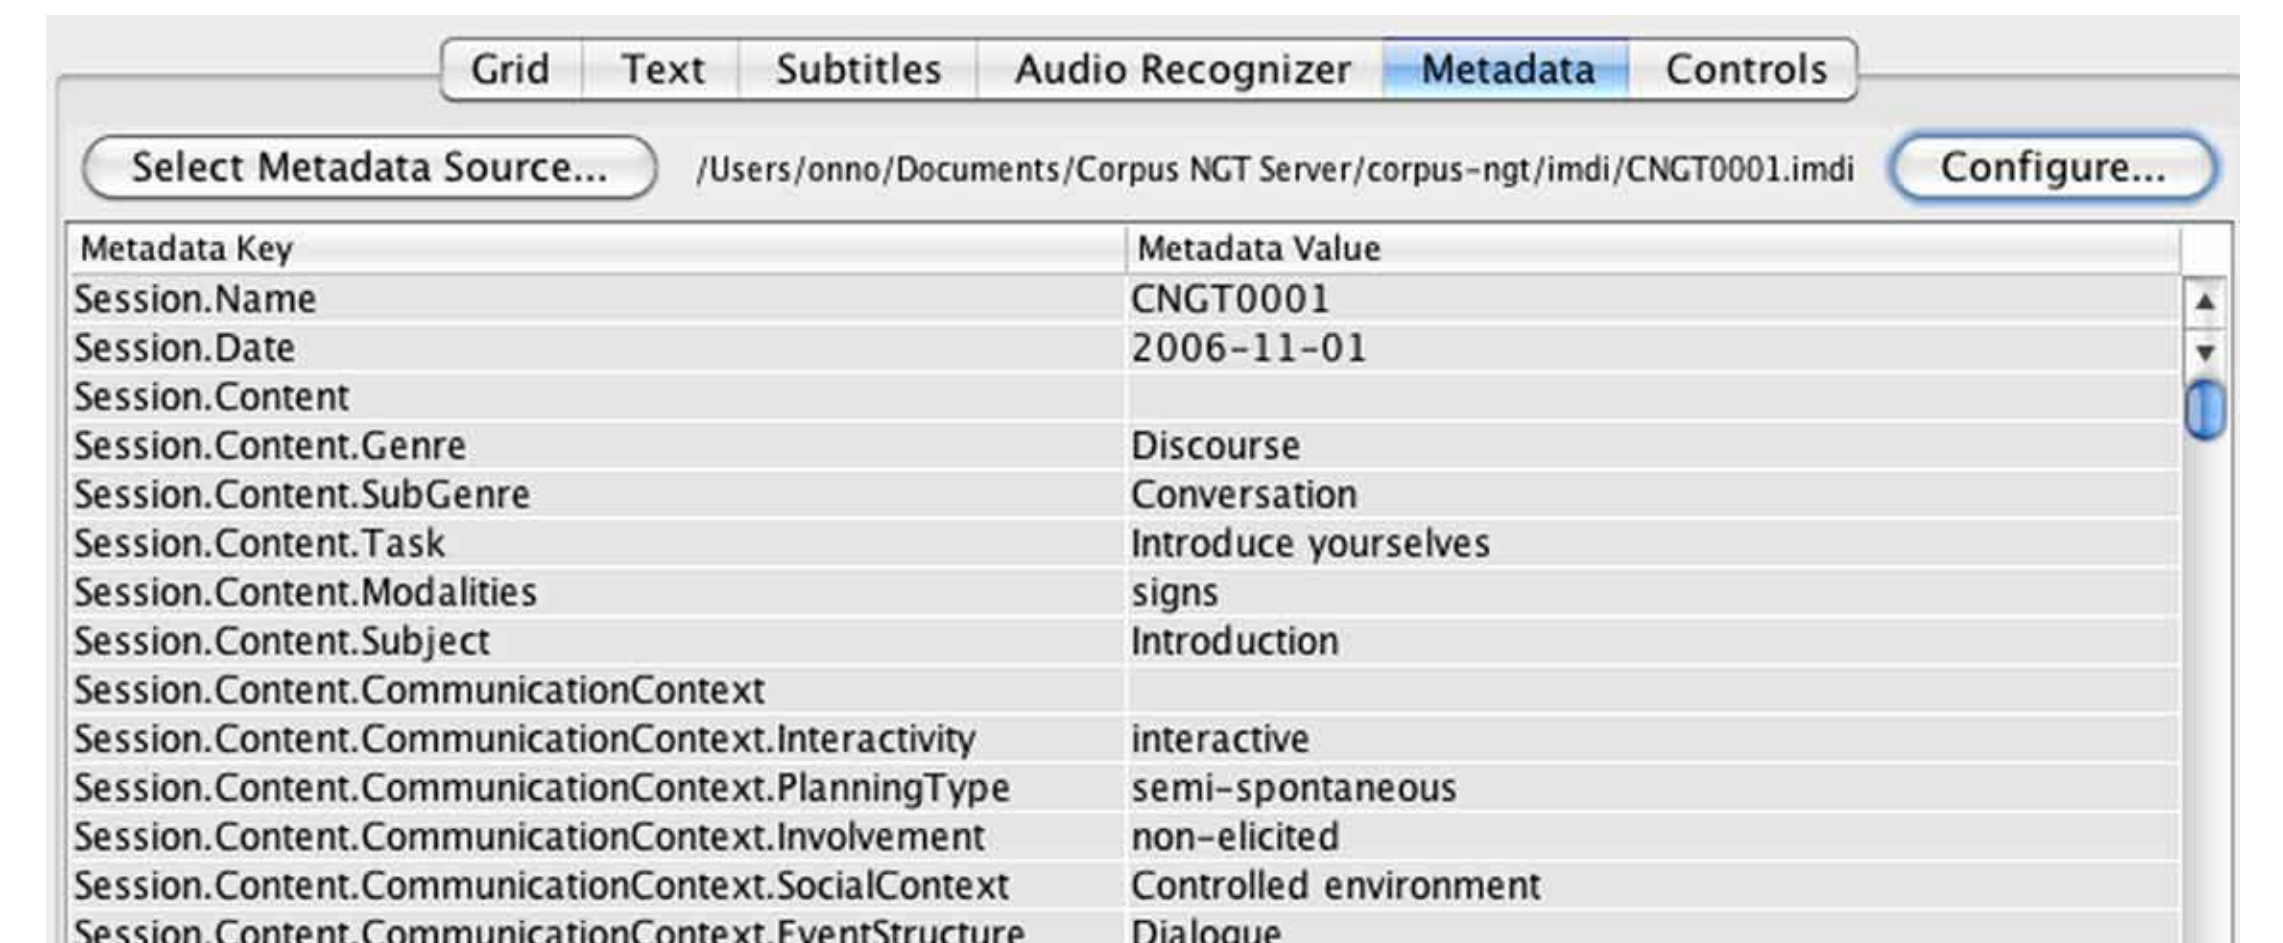 Grid Text Subtitles Audio Recognizer Metadata Controls
Select Metadata Source... /Users/onno/Documents/Corpus NGT Server/corpus-ngt/imdi/CNGT0001.imdi Configure...
Metadata Key Metadata Value
Session.Name CNGT0001
Session.Date 2006-11-01
Session.Content
Session.Content.Genre Discourse
Session.Content.SubGenre Conversation
Session.Content.Task Introduce yourselves
Session.Content.Modalities signs
Session.Content.Subject Introduction
Session.Content.CommunicationContext
Session.Content.CommunicationContext.Interactivity interactive
Session.Content.CommunicationContext.PlanningType semi-spontaneous
Session.Content.CommunicationContext.Involvement non-elicited
Session.Content.CommunicationContext.SocialContext Controlled environment
Session.Content.CommunicationContext.EventStructure Dialogue